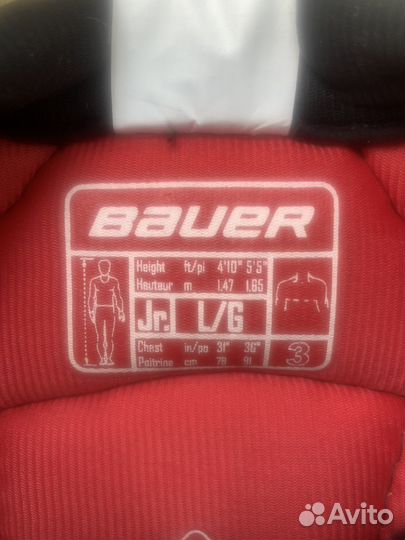 BAUER
Height ft/pi 4'10" 5'5"
Hauteur m 1.47 1.65
Jr. L/G
Chest in/po 31" 36"
Poitrine cm 78 91
3
Avito